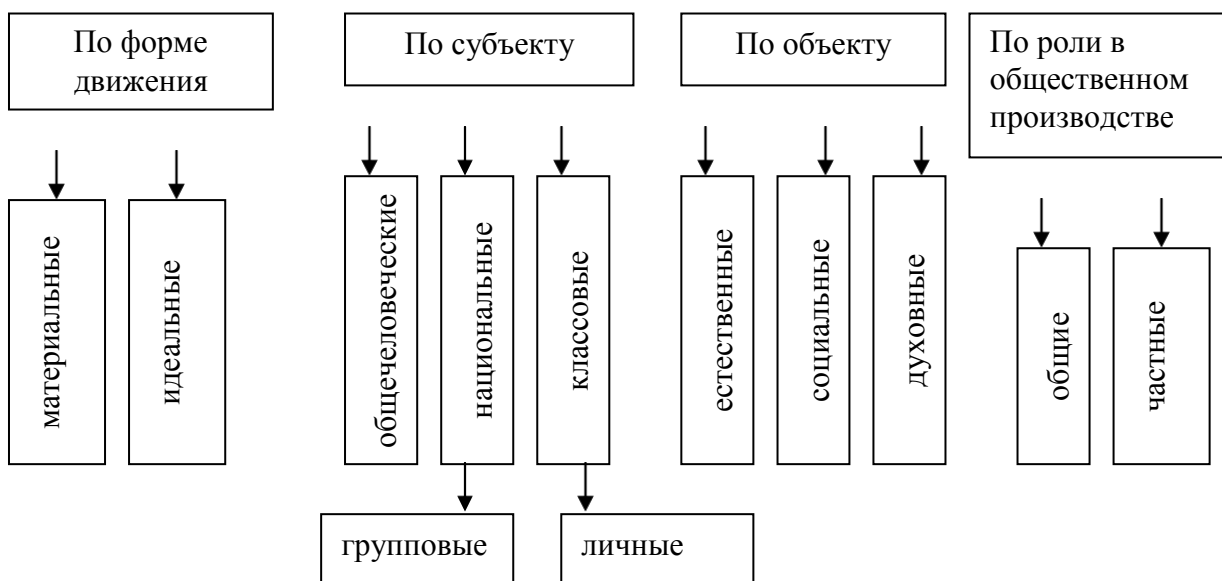 По форме
движения
По субъекту
По объекту
По роли в
общественном
производстве
материальные
идеальные
общечеловеческие
национальные
классовые
естественные
социальные
духовные
общие
частные
групповые
личные